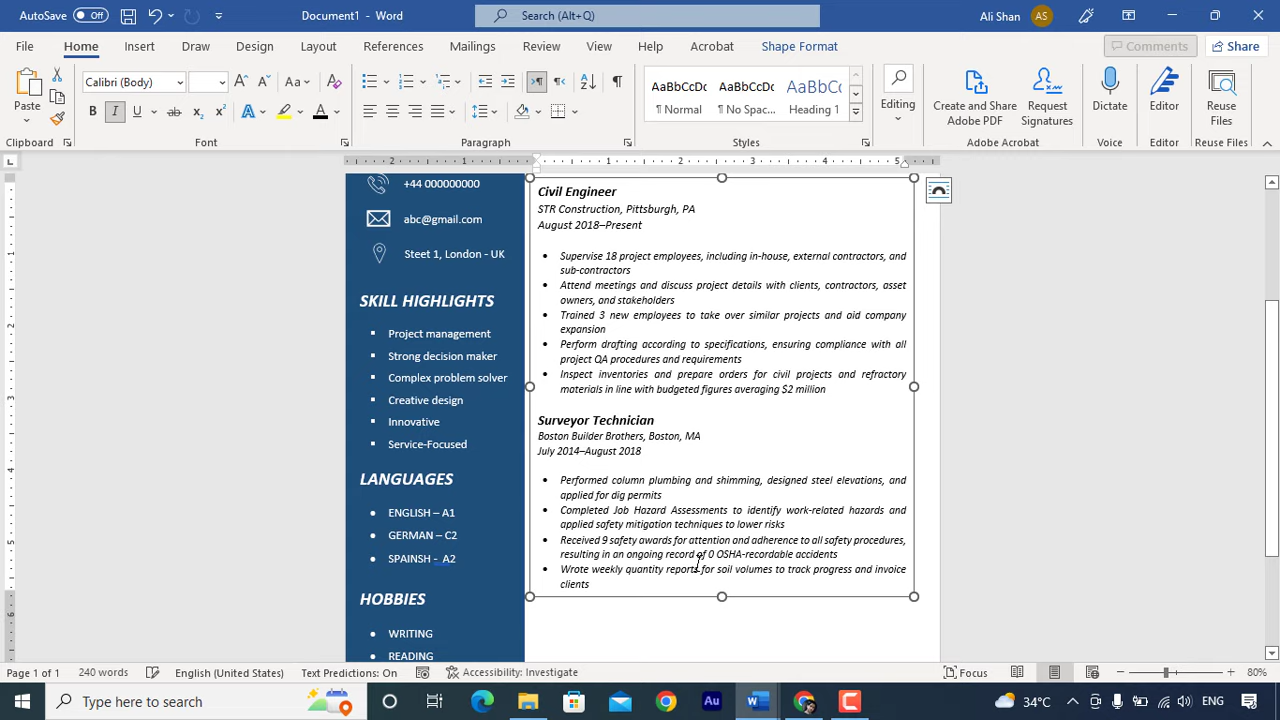 AutoSave Off Document1 - Word Search (Alt+Q) Ali Shan AS
File Home Insert Draw Design Layout References Mailings Review View Help Acrobat Shape Format Comments Share
Paste Calibri (Body) Aa AaBbCcDc AaBbCcDc AaBbCc Editing Create and Share Adobe PDF Request Signatures Dictate Editor Reuse Files
¶ Normal ¶ No Spac... Heading 1
Clipboard Font Paragraph Styles Adobe Acrobat Voice Editor Reuse Files
2 1 1 2 3 4 5
+44 000000000
abc@gmail.com
Steet 1, London - UK
SKILL HIGHLIGHTS
Project management
Strong decision maker
Complex problem solver
Creative design
Innovative
Service-Focused
LANGUAGES
ENGLISH – A1
GERMAN – C2
SPAINSH - A2
HOBBIES
WRITING
READING
Civil Engineer
STR Construction, Pittsburgh, PA
August 2018–Present
Supervise 18 project employees, including in-house, external contractors, and
sub-contractors
Attend meetings and discuss project details with clients, contractors, asset
owners, and stakeholders
Trained 3 new employees to take over similar projects and aid company
expansion
Perform drafting according to specifications, ensuring compliance with all
project QA procedures and requirements
Inspect inventories and prepare orders for civil projects and refractory
materials in line with budgeted figures averaging $2 million
Surveyor Technician
Boston Builder Brothers, Boston, MA
July 2014–August 2018
Performed column plumbing and shimming, designed steel elevations, and
applied for dig permits
Completed Job Hazard Assessments to identify work-related hazards and
applied safety mitigation techniques to lower risks
Received 9 safety awards for attention and adherence to all safety procedures,
resulting in an ongoing record of 0 OSHA-recordable accidents
Wrote weekly quantity reports for soil volumes to track progress and invoice
clients
Page 1 of 1 240 words English (United States) Text Predictions: On Accessibility: Investigate Focus 80%
Type here to search Au 34°C ENG